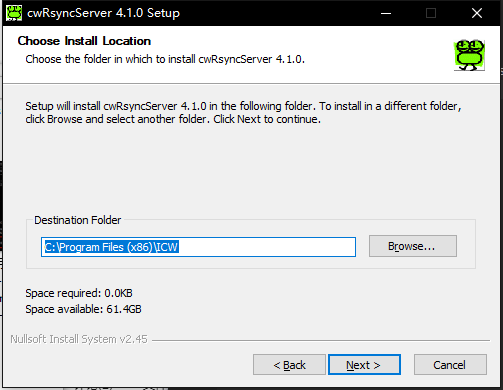 cwRsyncServer 4.1.0 Setup
Choose Install Location
Choose the folder in which to install cwRsyncServer 4.1.0.
Setup will install cwRsyncServer 4.1.0 in the following folder. To install in a different folder,
click Browse and select another folder. Click Next to continue.
Destination Folder
C:\Program Files (x86)\ICW
Browse...
Space required: 0.0KB
Space available: 61.4GB
Nullsoft Install System v2.45
< Back
Next >
Cancel